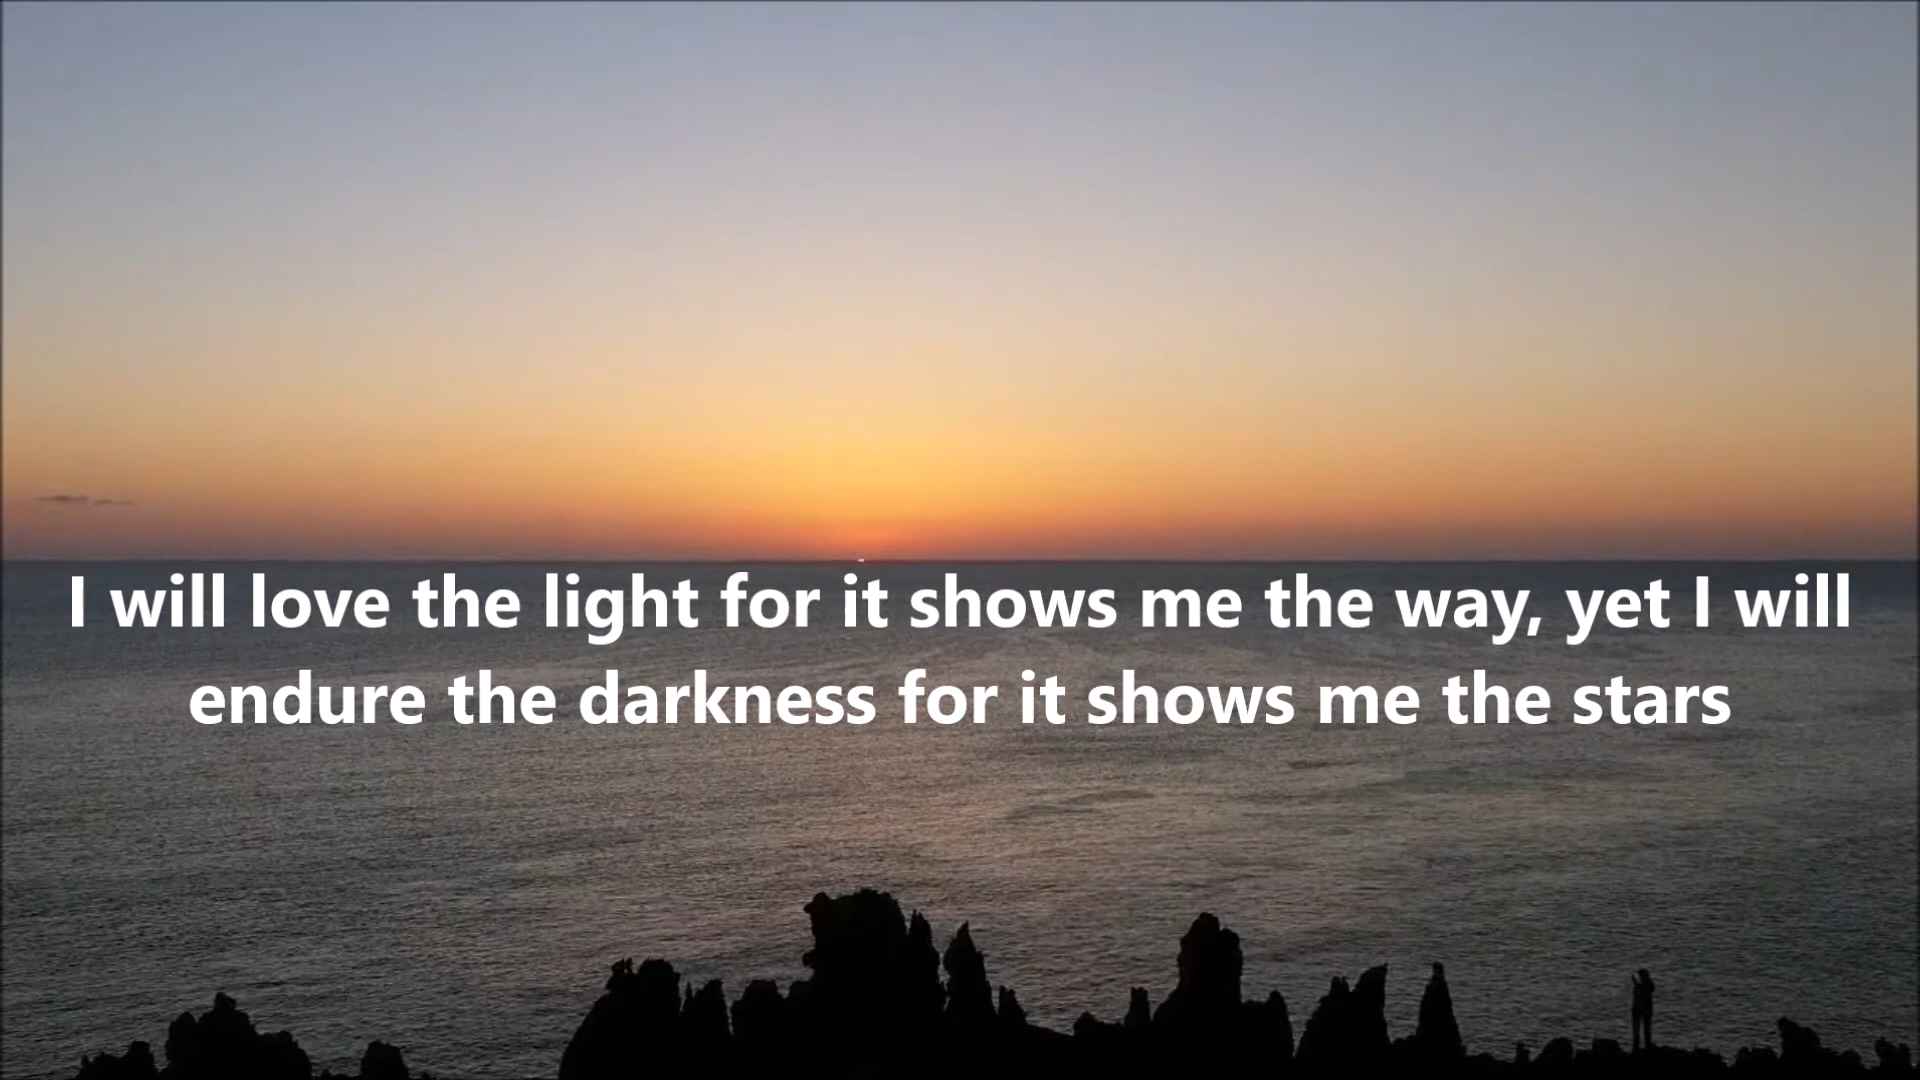 I will love the light for it shows me the way, yet I will
endure the darkness for it shows me the stars